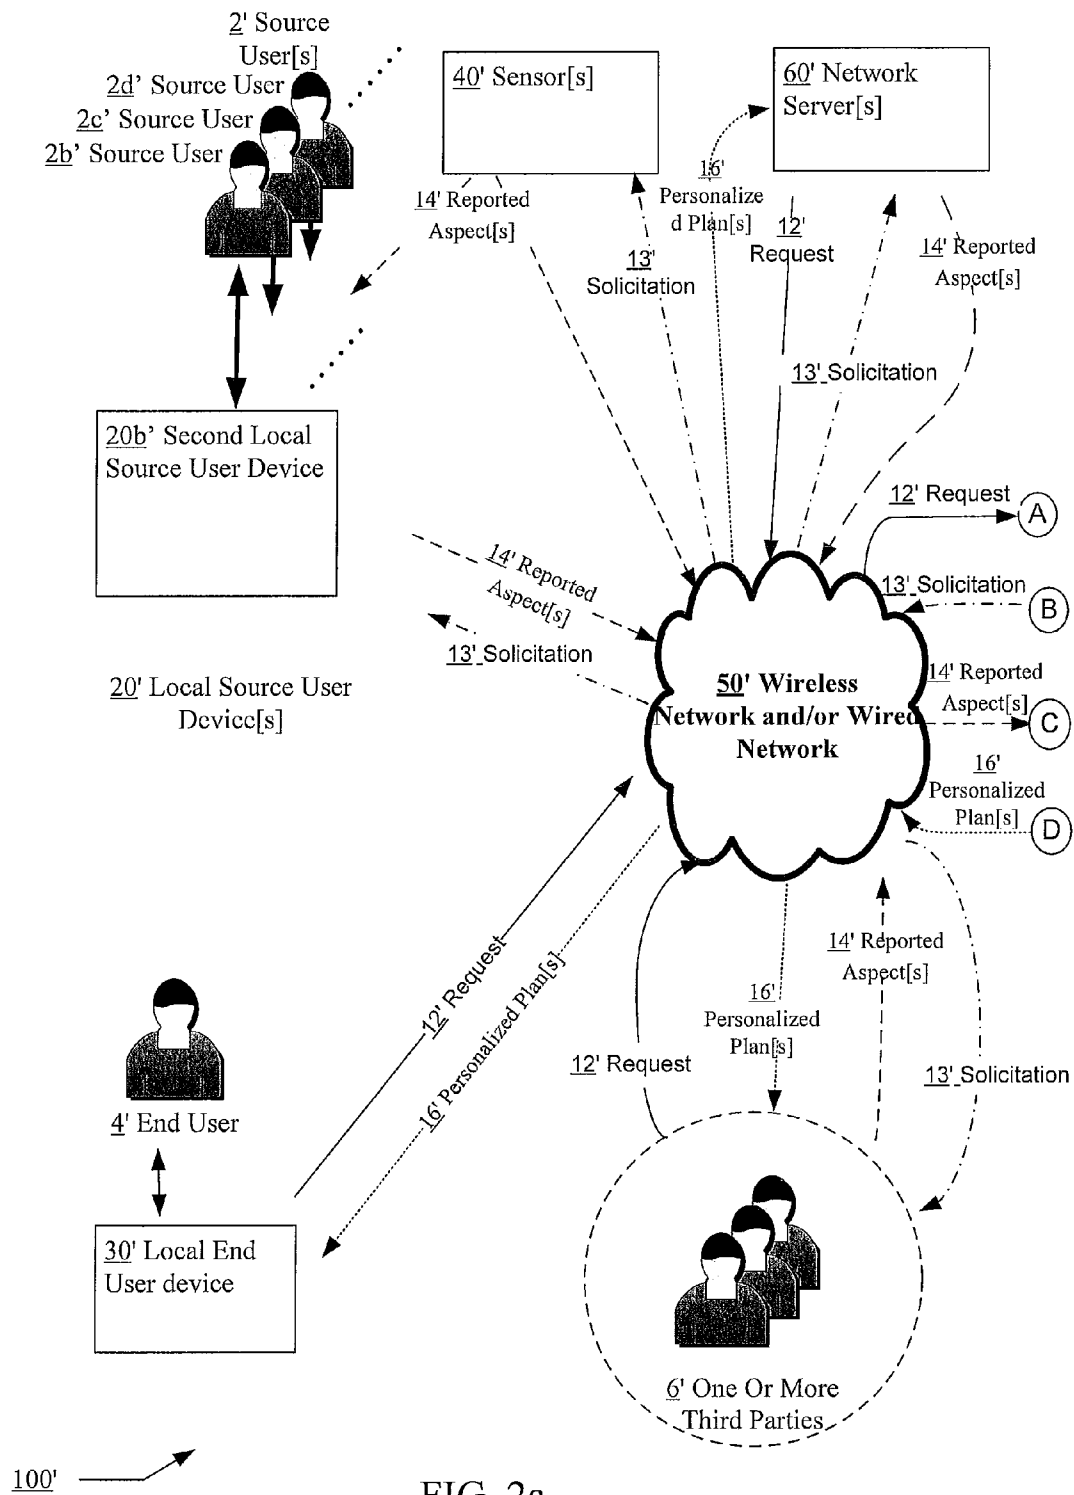 2' Source
User[s]
2d' Source User
2c' Source User
2b' Source User
40' Sensor[s]
60' Network
Server[s]
14' Reported
Aspect[s]
13'
Solicitation
16'
Personalize
d Plan[s]
12'
Request
14' Reported
Aspect[s]
13' Solicitation
20b' Second Local
Source User Device
12' Request
A
14' Reported
Aspect[s]
13' Solicitation
B
13' Solicitation
20' Local Source User
Device[s]
50' Wireless
Network and/or Wired
Network
14' Reported
Aspect[s]
C
16'
Personalized
Plan[s]
D
12' Request
16' Personalized Plan[s]
14' Reported
Aspect[s]
16'
Personalized
Plan[s]
12' Request
13' Solicitation
4' End User
30' Local End
User device
6' One Or More
Third Parties
100'
FIG. 2a